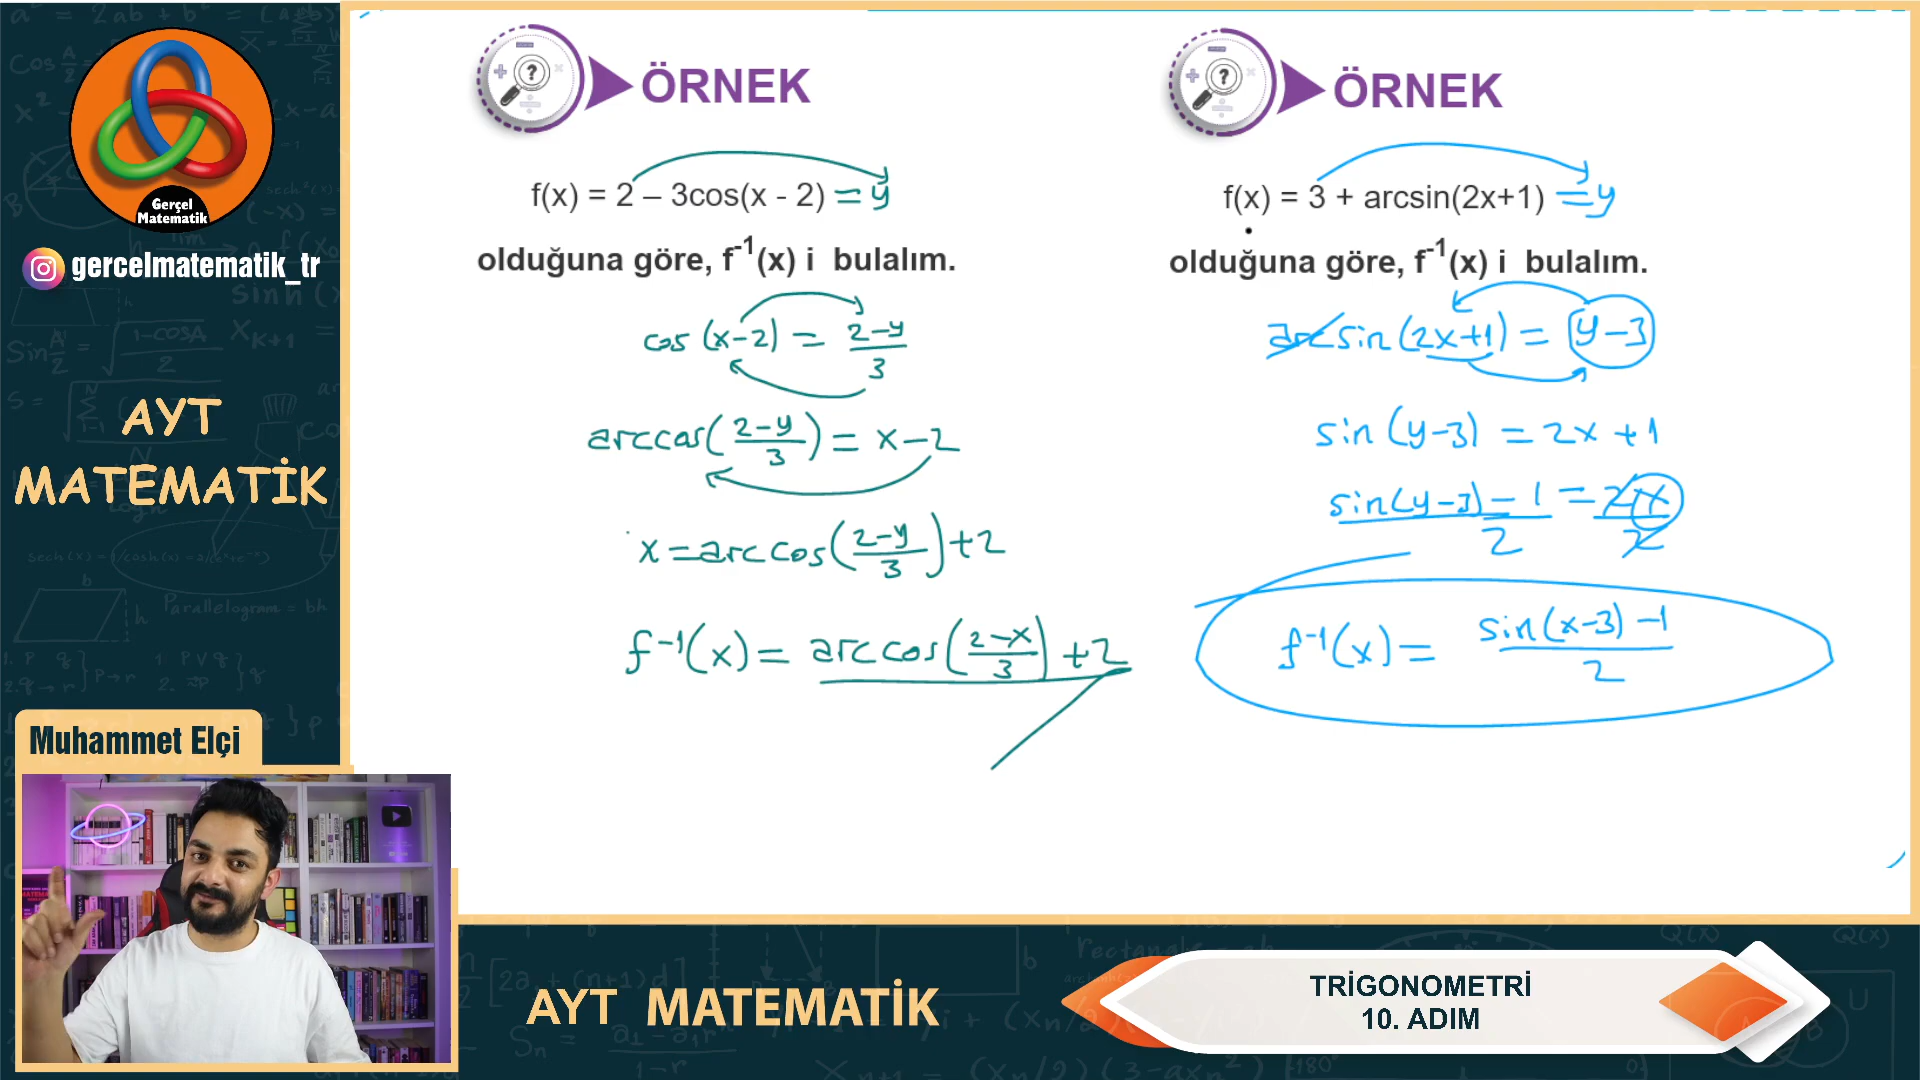 Gerçel
Matematik
gercelmatematik_tr
AYT
MATEMATİK
Muhammet Elçi
ÖRNEK
f(x) = 2 – 3cos(x - 2) = y
olduğuna göre, f⁻¹(x) i bulalım.
cos (x-2) = (2-y)/3
arccos((2-y)/3) = x-2
x = arccos((2-y)/3)+2
f⁻¹(x) = arccos((2-x)/3)+2
ÖRNEK
f(x) = 3 + arcsin(2x+1) = y
olduğuna göre, f⁻¹(x) i bulalım.
arcsin(2x+1) = y-3
sin(y-3) = 2x+1
(sin(y-3)-1)/2 = 2x/2
f⁻¹(x) = (sin(x-3)-1)/2
AYT MATEMATİK
TRİGONOMETRİ
10. ADIM